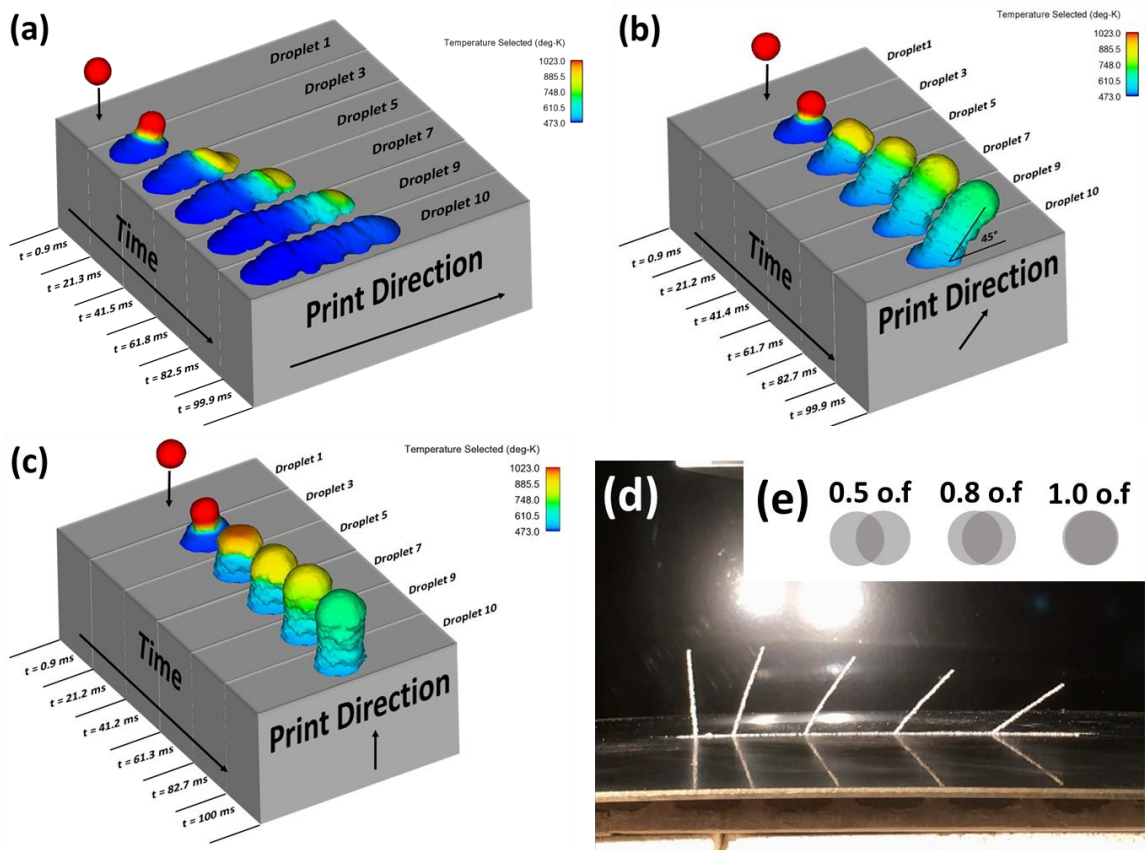 (a)
Temperature Selected (deg-K)
1023.0
885.5
748.0
610.5
473.0
Droplet 1
Droplet 3
Droplet 5
Droplet 7
Droplet 9
Droplet 10
Time
Print Direction
t = 0.9 ms
t = 21.3 ms
t = 41.5 ms
t = 61.8 ms
t = 82.5 ms
t = 99.9 ms
(b)
Temperature Selected (deg-K)
1023.0
885.5
748.0
610.5
473.0
Droplet1
Droplet 3
Droplet 5
Droplet 7
Droplet 9
Droplet 10
45°
Time
Print Direction
t = 0.9 ms
t = 21.2 ms
t = 41.4 ms
t = 61.7 ms
t = 82.7 ms
t = 99.9 ms
(c)
Temperature Selected (deg-K)
1023.0
885.5
748.0
610.5
473.0
Droplet 1
Droplet 3
Droplet 5
Droplet 7
Droplet 9
Droplet 10
Time
Print Direction
t = 0.9 ms
t = 21.2 ms
t = 41.2 ms
t = 61.3 ms
t = 82.7 ms
t = 100 ms
(d)
(e)
0.5 o.f 0.8 o.f 1.0 o.f